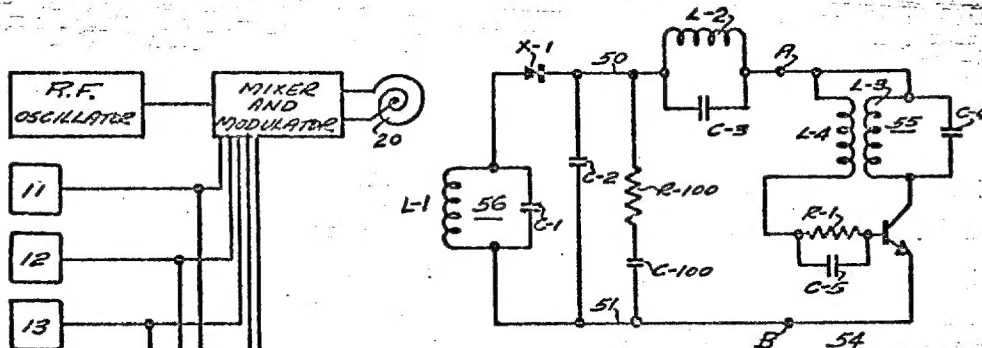 R.F.
OSCILLATOR
MIXER
AND
MODULATOR
20
11
12
13
X-1
50
L-2
A
C-3
L-3
L-4
55
C-4
C-2
R-100
L-1
56
C-1
R-1
C-5
C-100
51
B
54